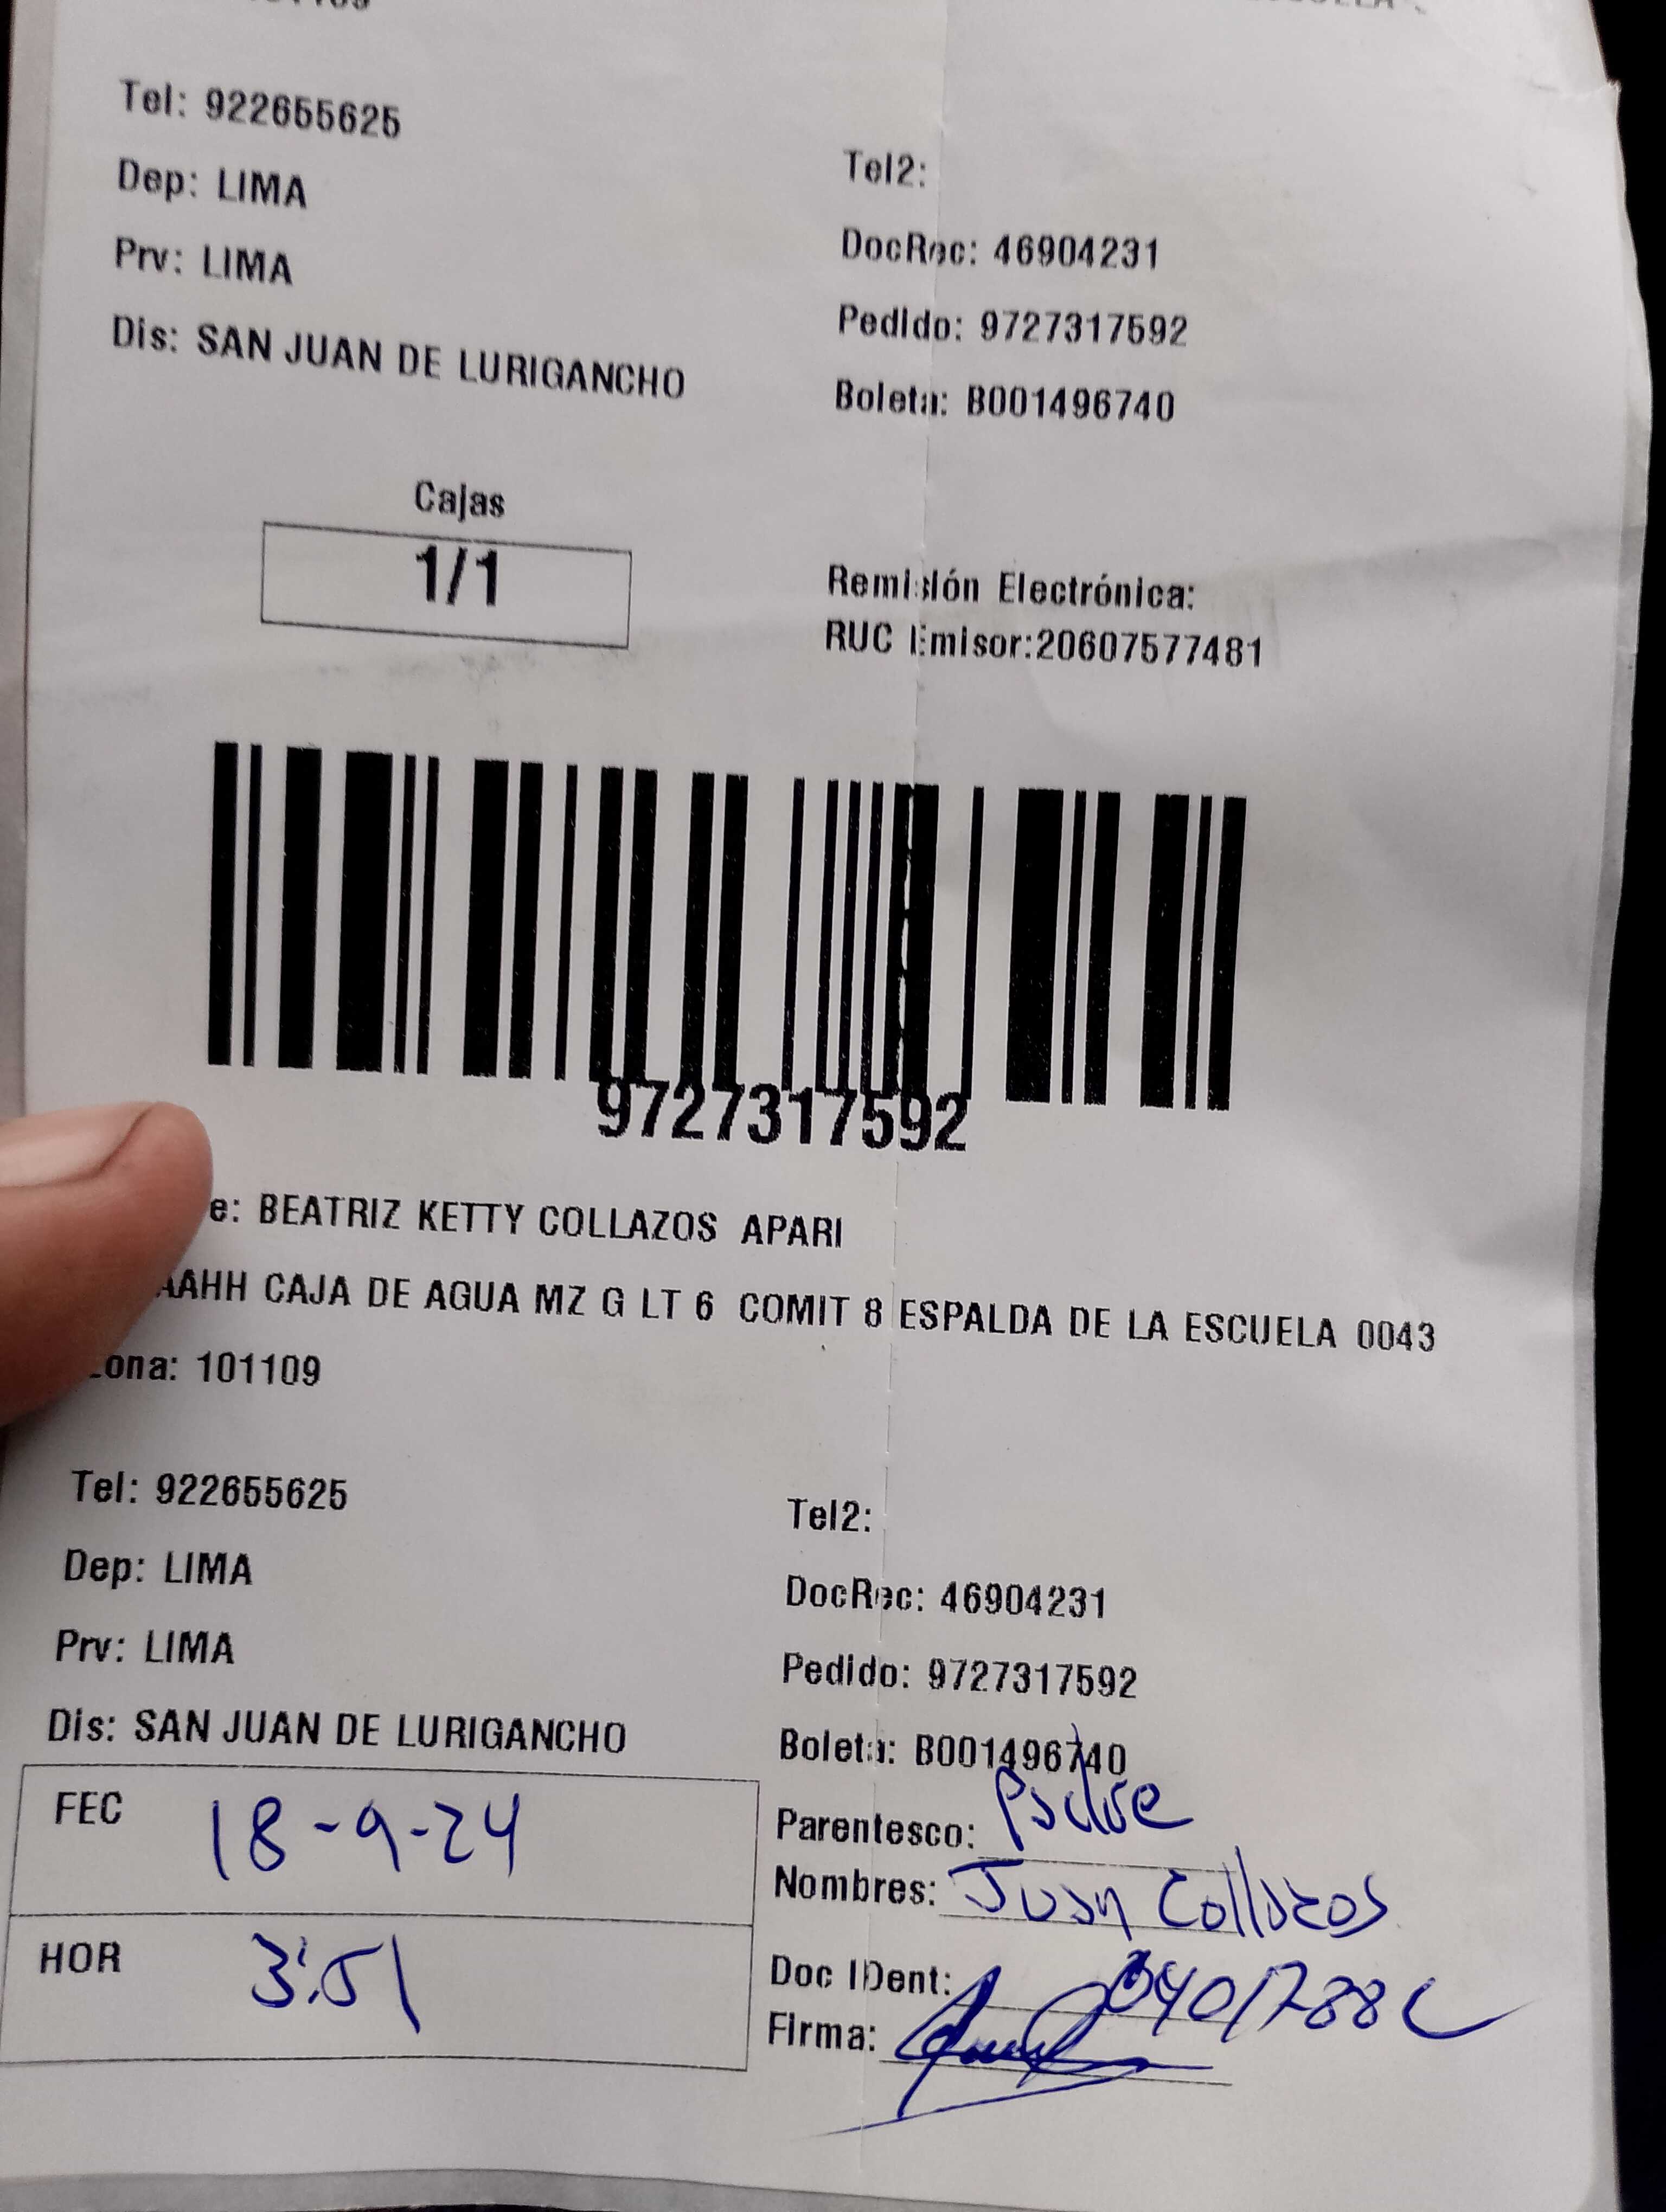 Tel: 922655625
Dep: LIMA
Prv: LIMA
Dis: SAN JUAN DE LURIGANCHO
Tel2:
DocRec: 46904231
Pedido: 9727317592
Boleta: B001496740
Cajas
1/1
Remisión Electrónica:
RUC Emisor:20607577481
9727317592
e: BEATRIZ KETTY COLLAZOS APARI
AAHH CAJA DE AGUA MZ G LT 6 COMIT 8 ESPALDA DE LA ESCUELA 0043
ona: 101109
Tel: 922655625
Dep: LIMA
Prv: LIMA
Dis: SAN JUAN DE LURIGANCHO
Tel2:
DocRec: 46904231
Pedido: 9727317592
Boleta: B001496740
FEC 18-9-24
HOR 3:51
Parentesco: Padre
Nombres: Juan Collazos
Doc IDent:
Firma: